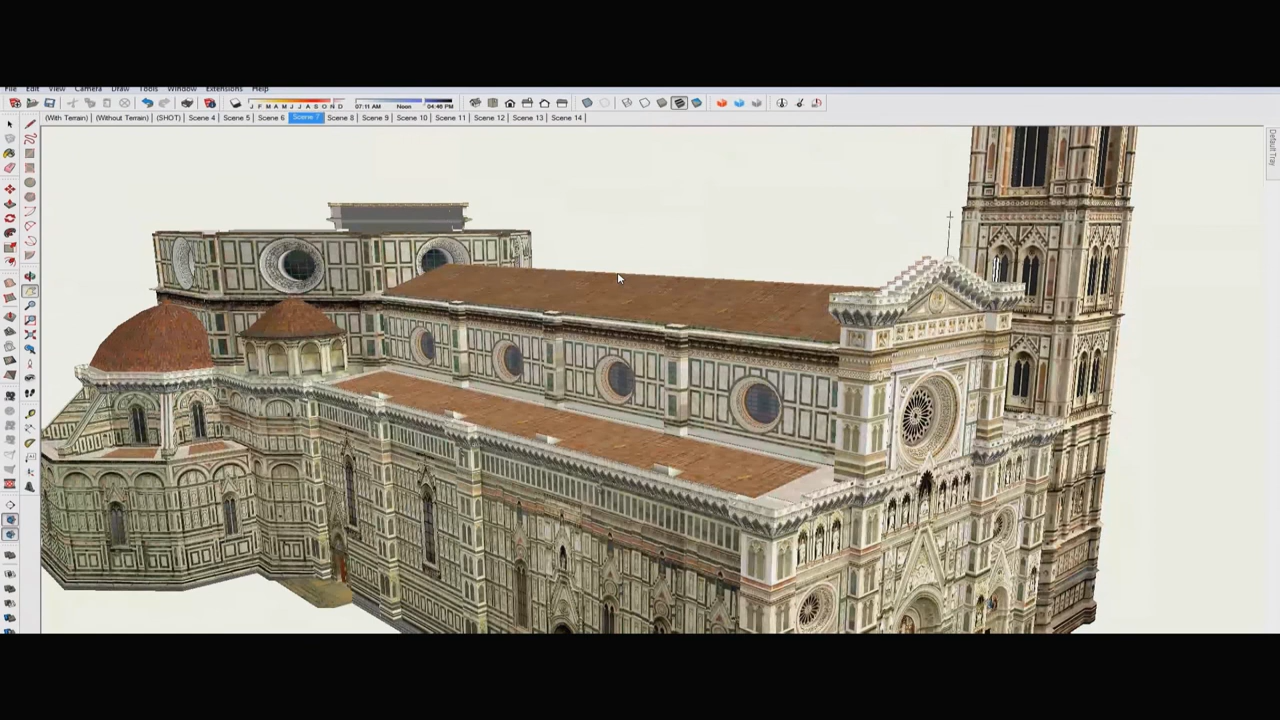 File Edit View Camera Draw Tools Window Extensions Help
J F M A M J J A S O N D 07:11 AM Noon 04:46 PM
(With Terrain) (Without Terrain) (SHOT) Scene 4 Scene 5 Scene 6 Scene 7 Scene 8 Scene 9 Scene 10 Scene 11 Scene 12 Scene 13 Scene 14
Default Tray